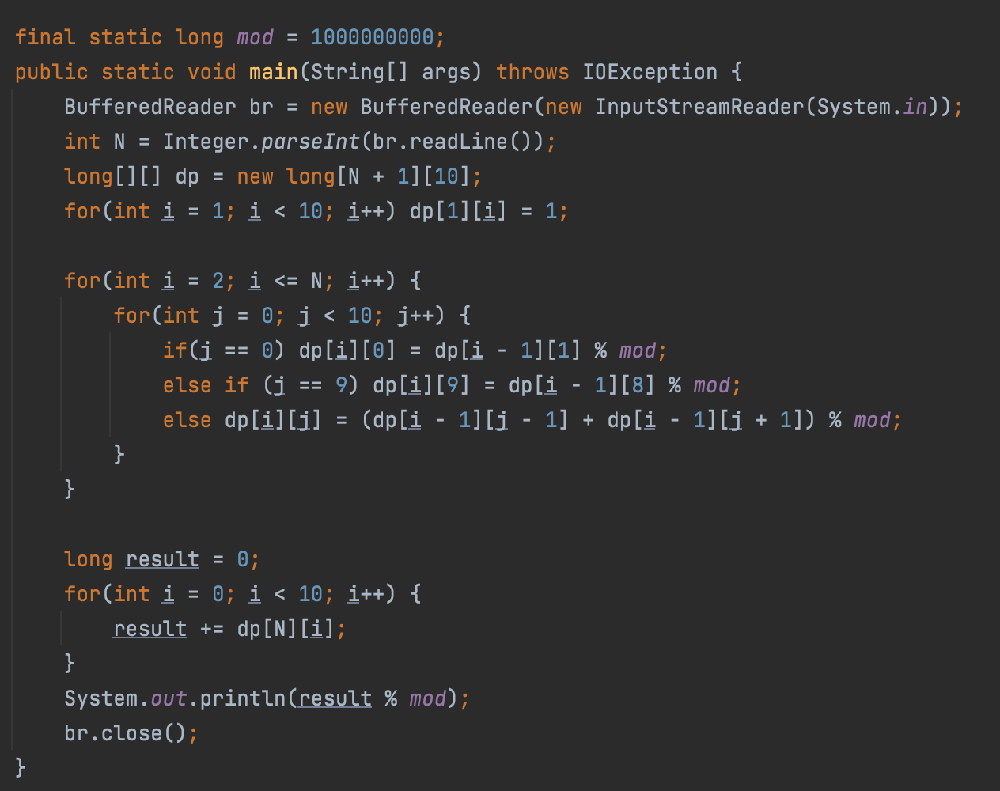 final static long mod = 1000000000;
public static void main(String[] args) throws IOException {
    BufferedReader br = new BufferedReader(new InputStreamReader(System.in));
    int N = Integer.parseInt(br.readLine());
    long[][] dp = new long[N + 1][10];
    for(int i = 1; i < 10; i++) dp[1][i] = 1;

    for(int i = 2; i <= N; i++) {
        for(int j = 0; j < 10; j++) {
            if(j == 0) dp[i][0] = dp[i - 1][1] % mod;
            else if (j == 9) dp[i][9] = dp[i - 1][8] % mod;
            else dp[i][j] = (dp[i - 1][j - 1] + dp[i - 1][j + 1]) % mod;
        }
    }

    long result = 0;
    for(int i = 0; i < 10; i++) {
        result += dp[N][i];
    }
    System.out.println(result % mod);
    br.close();
}